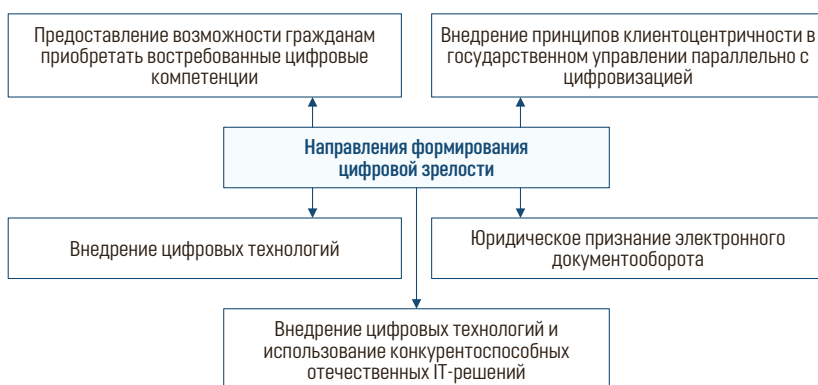 Предоставление возможности гражданам
приобретать востребованные цифровые
компетенции
Внедрение принципов клиентоцентричности в
государственном управлении параллельно с
цифровизацией
Направления формирования
цифровой зрелости
Внедрение цифровых технологий
Юридическое признание электронного
документооборота
Внедрение цифровых технологий и
использование конкурентоспособных
отечественных IT-решений